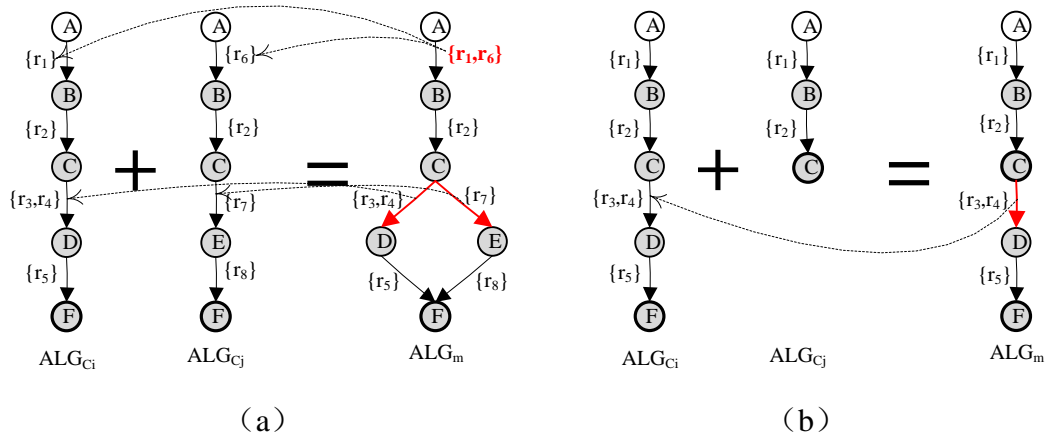 A A A A A A
{r1} {r6} {r1,r6} {r1} {r1} {r1}
B B B B B B
{r2} {r2} {r2} {r2} {r2} {r2}
C + C = C C + C = C
{r3,r4} {r7} {r3,r4} {r7} {r3,r4} {r3,r4}
D E D E D D
{r5} {r8} {r5} {r8} {r5} {r5}
F F F F F
ALGCi ALGCj ALGm ALGCi ALGCj ALGm
（a） （b）